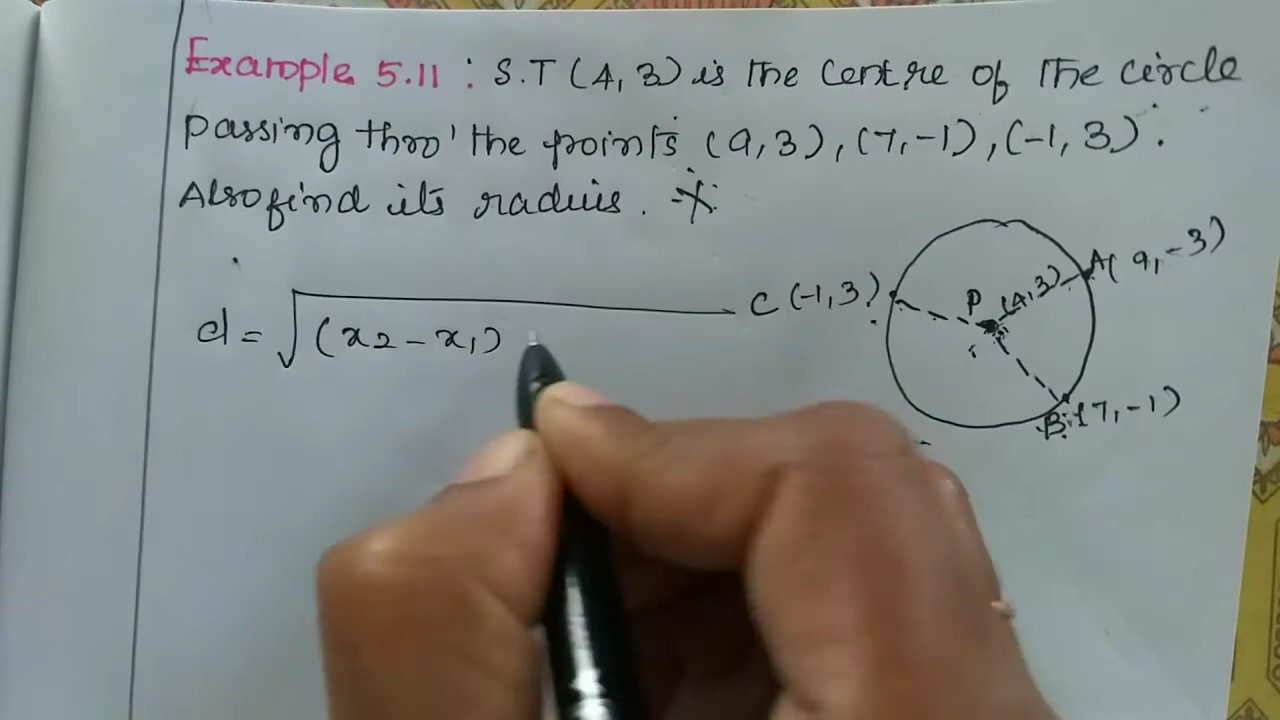 Example 5.11 : S.T (4, 3) is the Centre of the circle
passing thro' the points (9,3), (7,-1), (-1, 3).
Also find its radius.
C (-1,3)
P (4,3)
A( 9, -3)
B (7,-1)
d = √(x2 - x1)